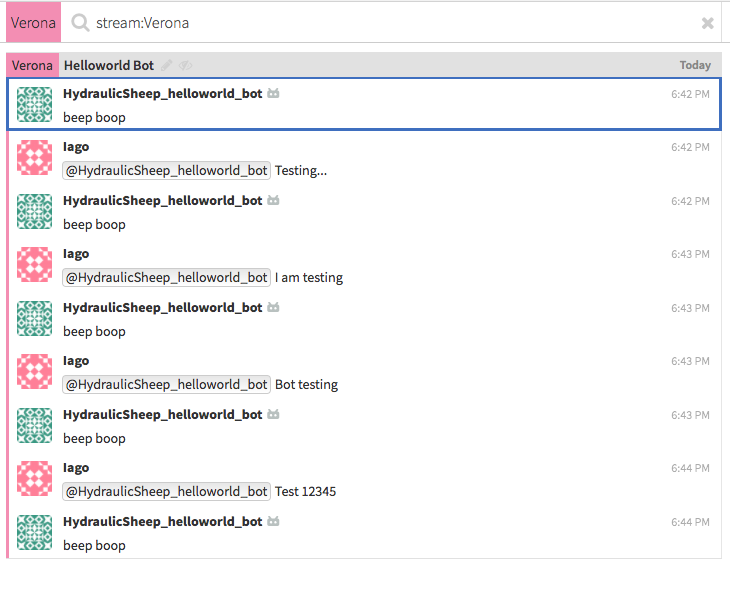 Verona stream:Verona
Verona Helloworld Bot Today
HydraulicSheep_helloworld_bot 6:42 PM
beep boop
Iago 6:42 PM
@HydraulicSheep_helloworld_bot Testing...
HydraulicSheep_helloworld_bot 6:42 PM
beep boop
Iago 6:43 PM
@HydraulicSheep_helloworld_bot I am testing
HydraulicSheep_helloworld_bot 6:43 PM
beep boop
Iago 6:43 PM
@HydraulicSheep_helloworld_bot Bot testing
HydraulicSheep_helloworld_bot 6:43 PM
beep boop
Iago 6:44 PM
@HydraulicSheep_helloworld_bot Test 12345
HydraulicSheep_helloworld_bot 6:44 PM
beep boop